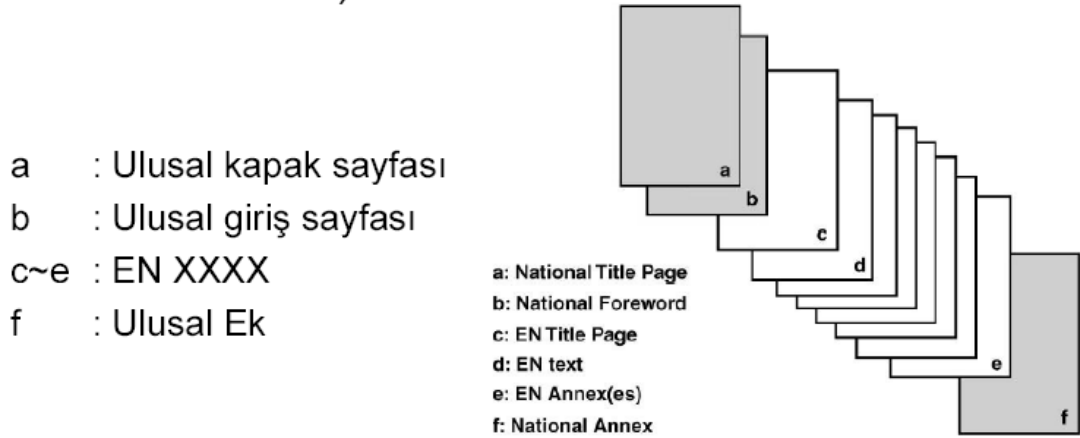 )
a : Ulusal kapak sayfası
b : Ulusal giriş sayfası
c~e : EN XXXX
f : Ulusal Ek
a
b
c
d
e
f
a: National Title Page
b: National Foreword
c: EN Title Page
d: EN text
e: EN Annex(es)
f: National Annex